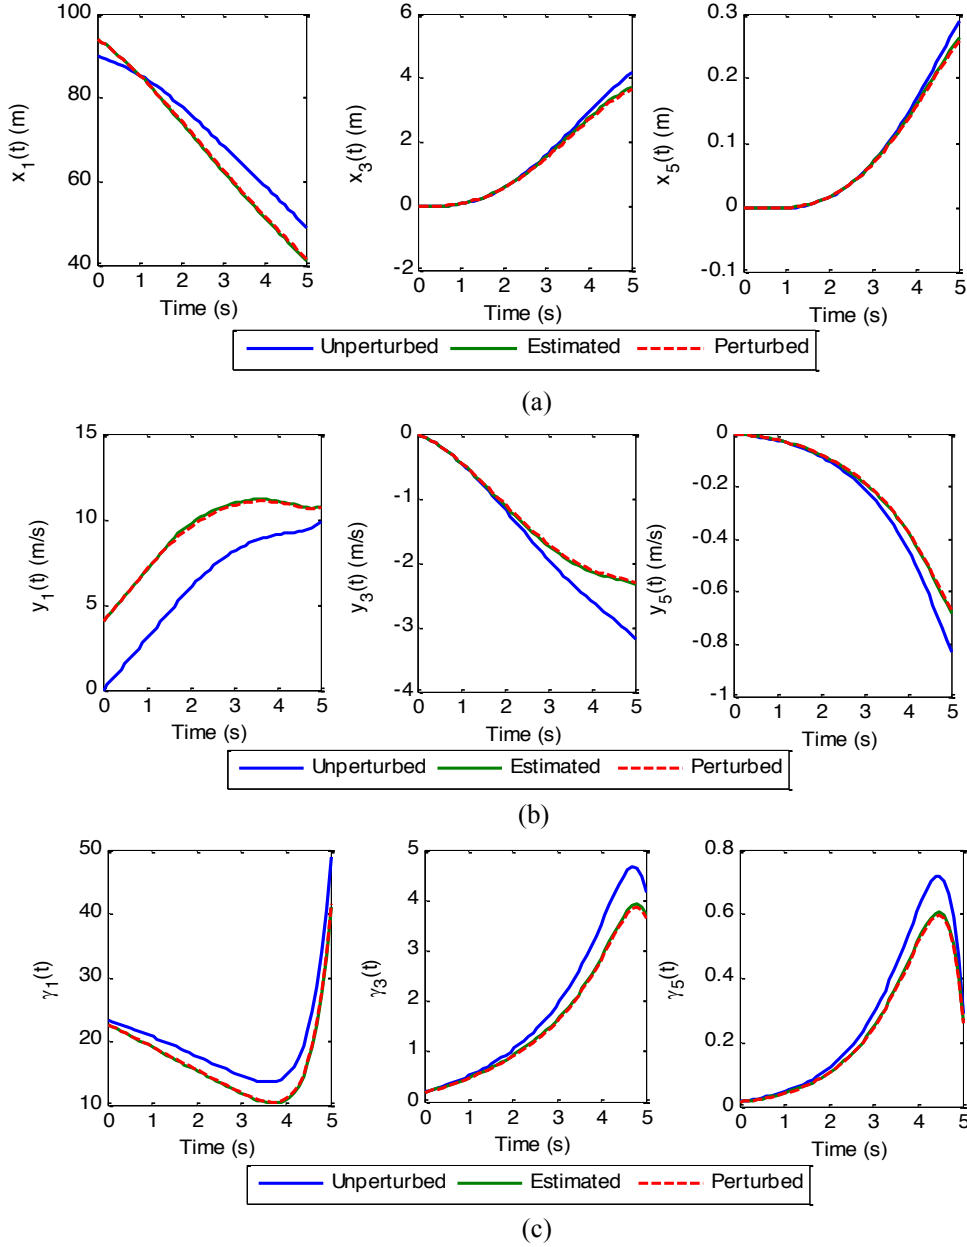 100
80
60
40
x1(t) (m)
0 1 2 3 4 5
Time (s)
6
4
2
0
-2
x3(t) (m)
0 1 2 3 4 5
Time (s)
0.3
0.2
0.1
0
-0.1
x5(t) (m)
0 1 2 3 4 5
Time (s)
Unperturbed Estimated Perturbed
(a)
15
10
5
0
y1(t) (m/s)
0 1 2 3 4 5
Time (s)
0
-1
-2
-3
-4
y3(t) (m/s)
0 1 2 3 4 5
Time (s)
0
-0.2
-0.4
-0.6
-0.8
-1
y5(t) (m/s)
0 1 2 3 4 5
Time (s)
Unperturbed Estimated Perturbed
(b)
50
40
30
20
10
γ1(t)
0 1 2 3 4 5
Time (s)
5
4
3
2
1
0
γ3(t)
0 1 2 3 4 5
Time (s)
0.8
0.6
0.4
0.2
0
γ5(t)
0 1 2 3 4 5
Time (s)
Unperturbed Estimated Perturbed
(c)